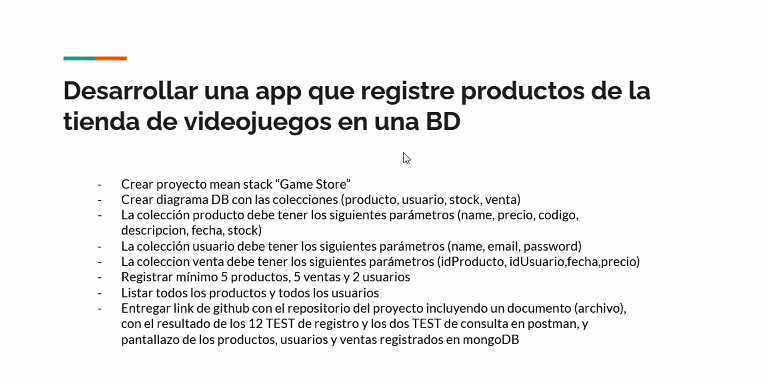 Desarrollar una app que registre productos de la
tienda de videojuegos en una BD
- Crear proyecto mean stack “Game Store”
- Crear diagrama DB con las colecciones (producto, usuario, stock, venta)
- La colección producto debe tener los siguientes parámetros (name, precio, codigo,
descripcion, fecha, stock)
- La colección usuario debe tener los siguientes parámetros (name, email, password)
- La coleccion venta debe tener los siguientes parámetros (idProducto, idUsuario,fecha,precio)
- Registrar mínimo 5 productos, 5 ventas y 2 usuarios
- Listar todos los productos y todos los usuarios
- Entregar link de github con el repositorio del proyecto incluyendo un documento (archivo),
con el resultado de los 12 TEST de registro y los dos TEST de consulta en postman, y
pantallazo de los productos, usuarios y ventas registrados en mongoDB